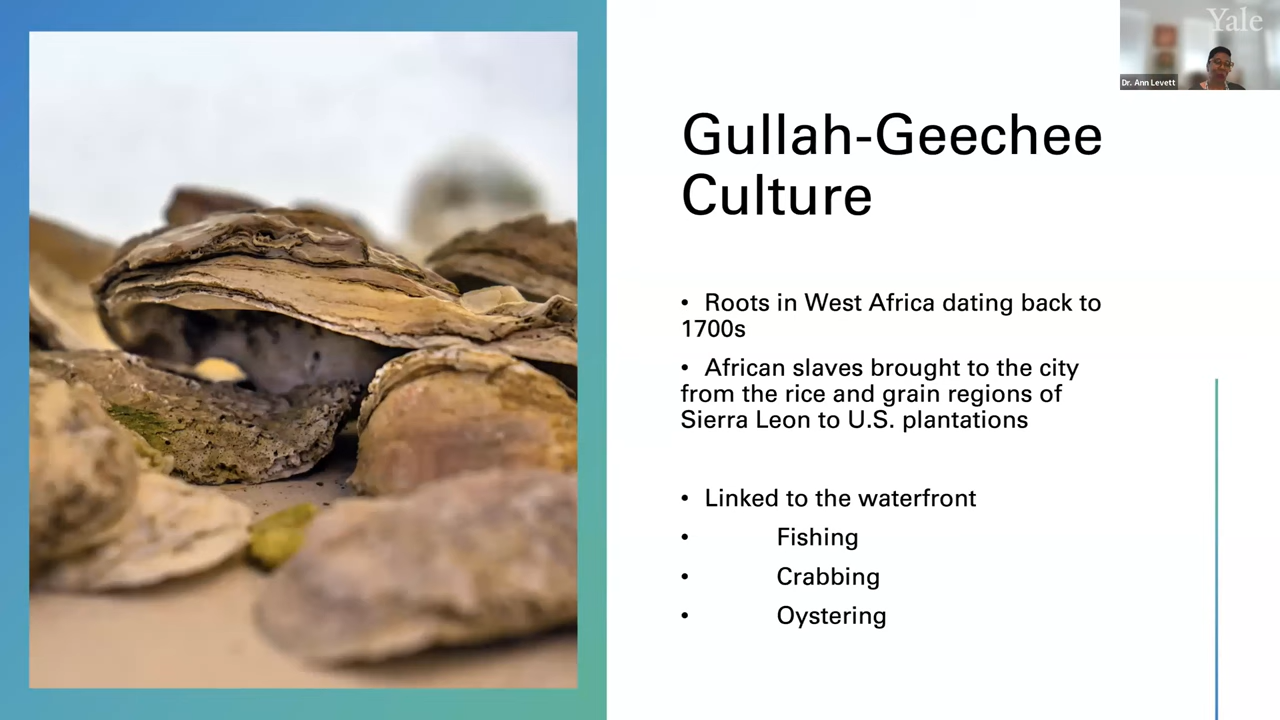 Yale
Dr. Ann Levett
Gullah-Geechee
Culture
• Roots in West Africa dating back to
1700s
• African slaves brought to the city
from the rice and grain regions of
Sierra Leon to U.S. plantations
• Linked to the waterfront
• Fishing
• Crabbing
• Oystering